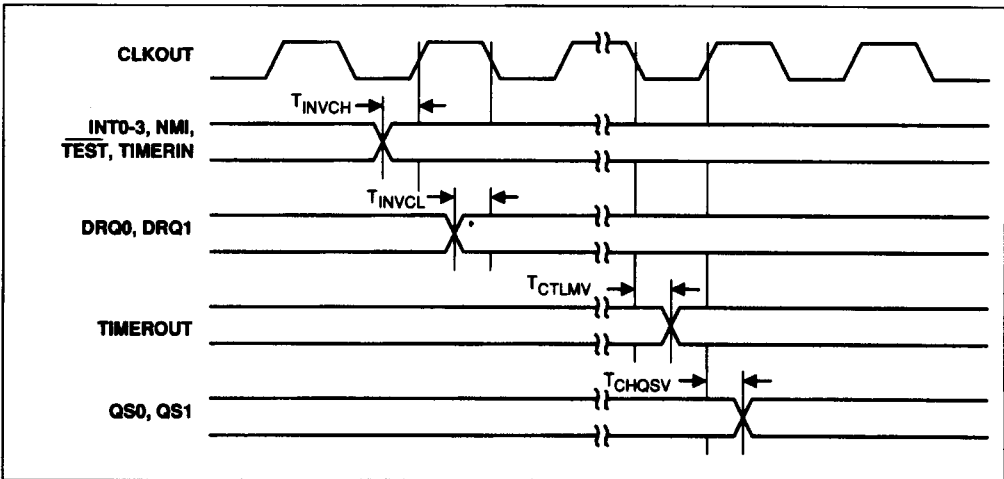 CLKOUT
TINVCH
INT0-3, NMI,
TEST, TIMERIN
TINVCL
DRQ0, DRQ1
TCTLMV
TIMEROUT
TCHQSV
QS0, QS1